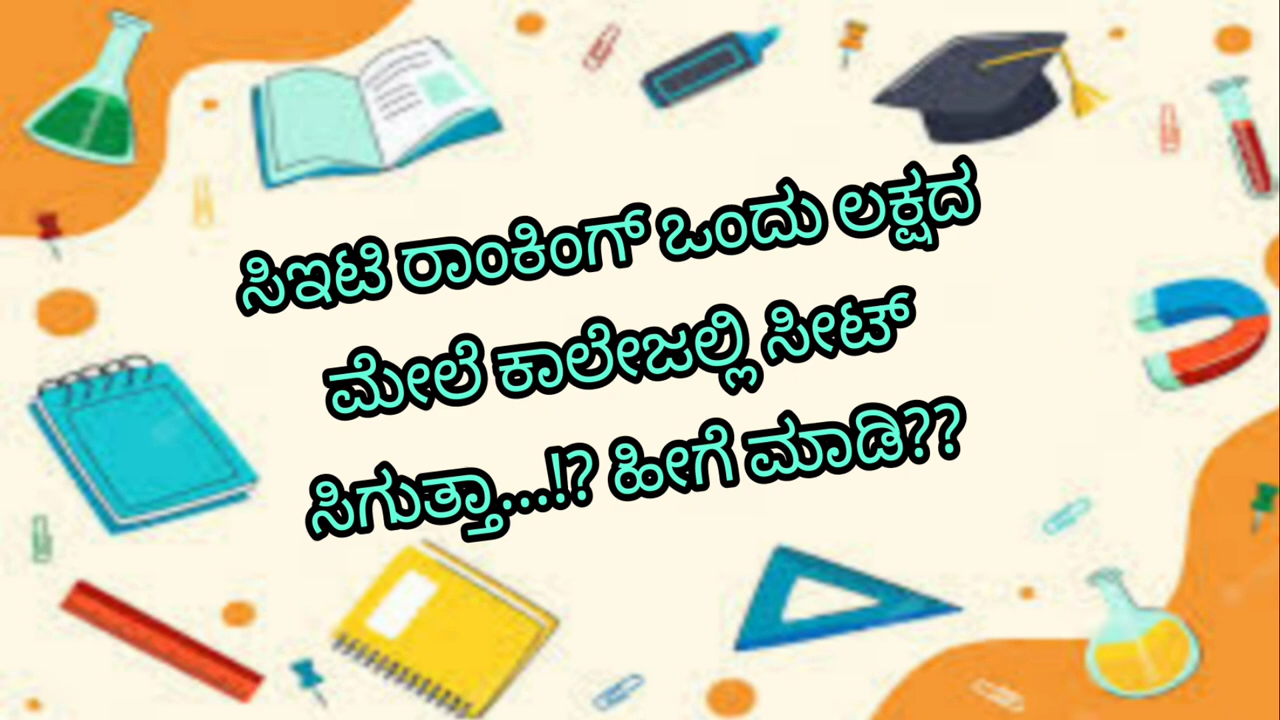 ಸಿಇಟಿ ರಾಂಕಿಂಗ್ ಒಂದು ಲಕ್ಷದ
ಮೇಲೆ ಕಾಲೇಜಲ್ಲಿ ಸೀಟ್
ಸಿಗುತ್ತಾ...!? ಹೀಗೆ ಮಾಡಿ??